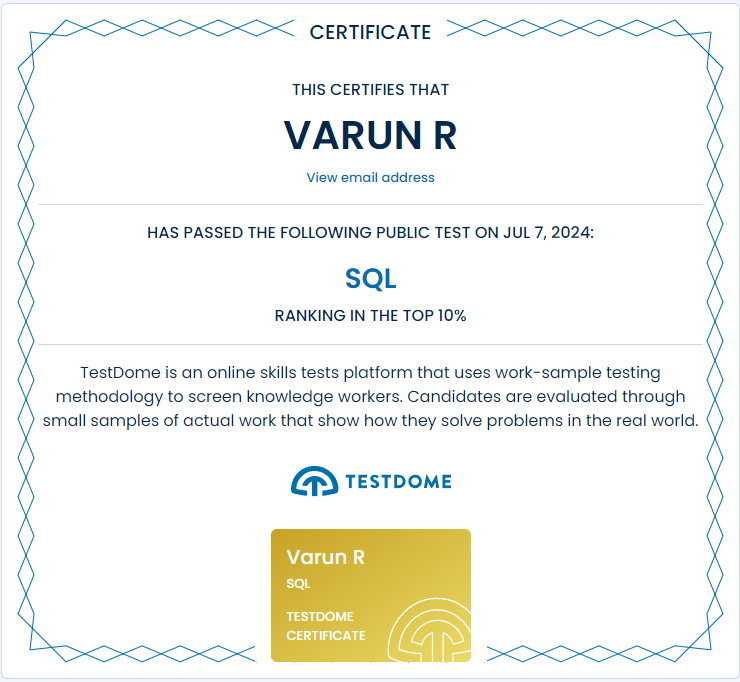 CERTIFICATE
THIS CERTIFIES THAT
VARUN R
View email address
HAS PASSED THE FOLLOWING PUBLIC TEST ON JUL 7, 2024:
SQL
RANKING IN THE TOP 10%
TestDome is an online skills tests platform that uses work-sample testing
methodology to screen knowledge workers. Candidates are evaluated through
small samples of actual work that show how they solve problems in the real world.
TESTDOME
Varun R
SQL
TESTDOME
CERTIFICATE